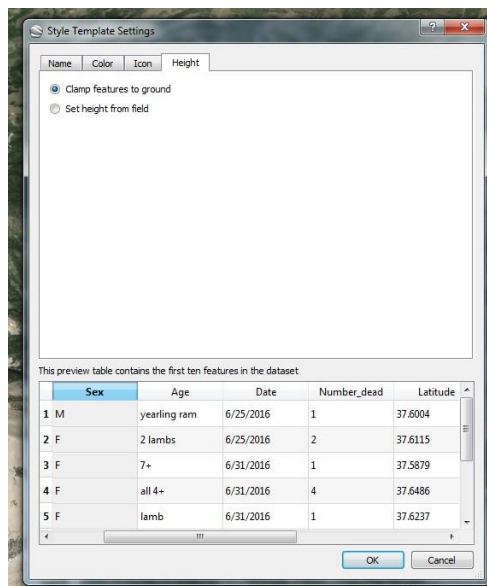 Style Template Settings
Name Color Icon Height
Clamp features to ground
Set height from field
This preview table contains the first ten features in the dataset
Sex Age Date Number_dead Latitude
1 M yearling ram 6/25/2016 1 37.6004
2 F 2 lambs 6/25/2016 2 37.6115
3 F 7+ 6/31/2016 1 37.5879
4 F all 4+ 6/31/2016 4 37.6486
5 F lamb 6/31/2016 1 37.6237
OK Cancel